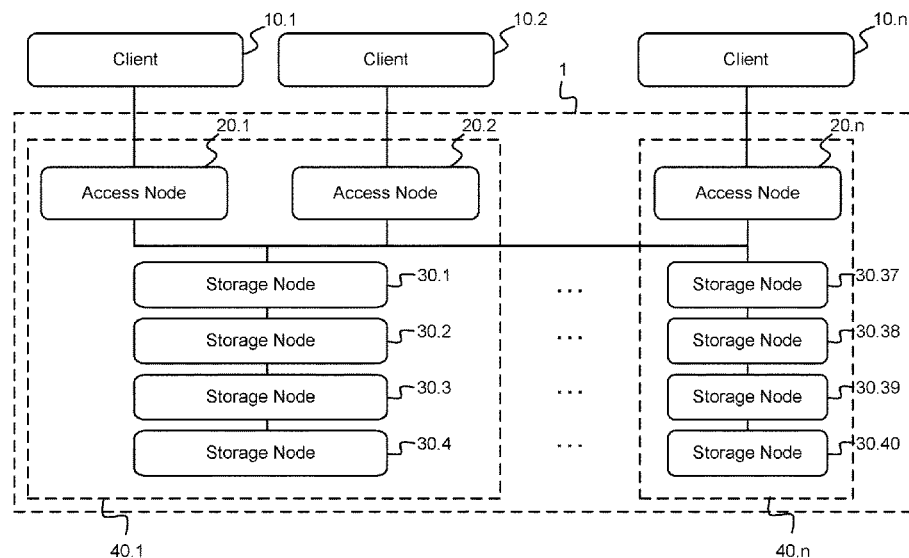 10.1
10.2
10.n
Client
Client
Client
1
20.1
20.2
20.n
Access Node
Access Node
Access Node
Storage Node
30.1
...
Storage Node
30.37
Storage Node
30.2
...
Storage Node
30.38
Storage Node
30.3
...
Storage Node
30.39
Storage Node
30.4
...
Storage Node
30.40
40.1
40.n